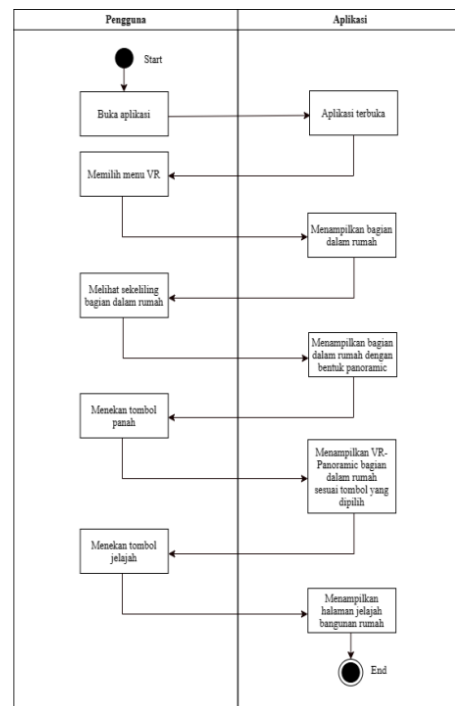 Pengguna
Aplikasi
Start
Buka aplikasi
Aplikasi terbuka
Memilih menu VR
Menampilkan bagian
dalam rumah
Melihat sekeliling
bagian dalam rumah
Menampilkan bagian
dalam rumah dengan
bentuk panoramic
Menekan tombol
panah
Menampilkan VR-
Panoramic bagian
dalam rumah
sesuai tombol yang
dipilih
Menekan tombol
jelajah
Menampilkan
halaman jelajah
bangunan rumah
End